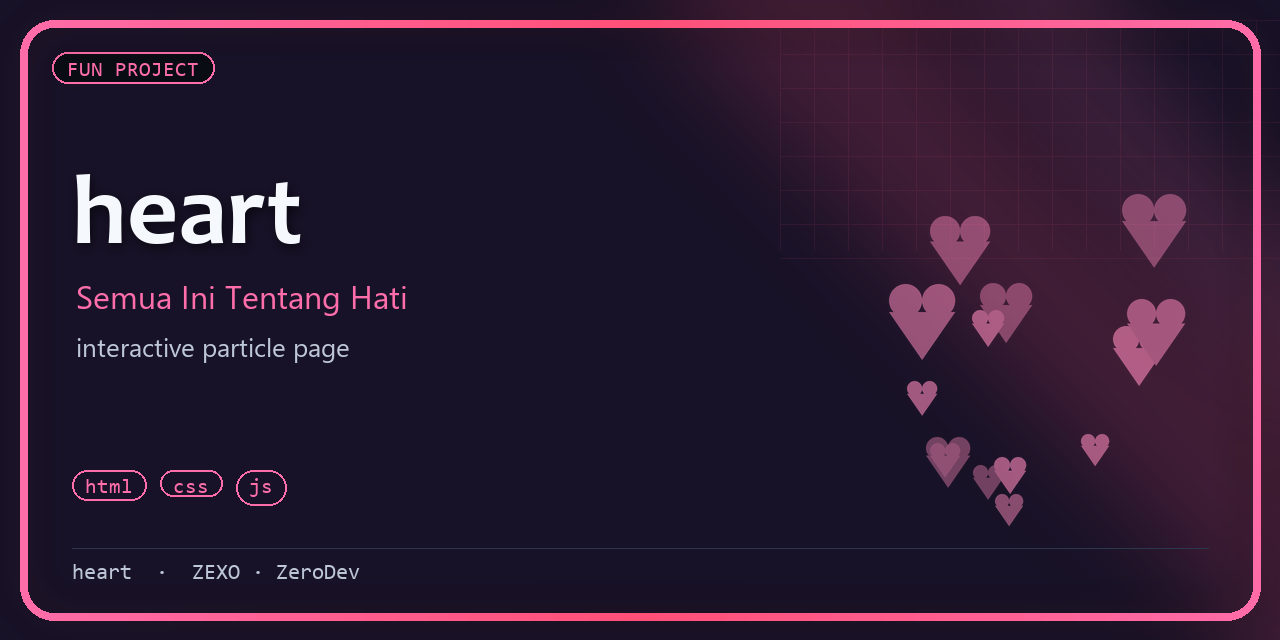 FUN PROJECT
heart
Semua Ini Tentang Hati
interactive particle page
html css js
heart · ZEXO · ZeroDev